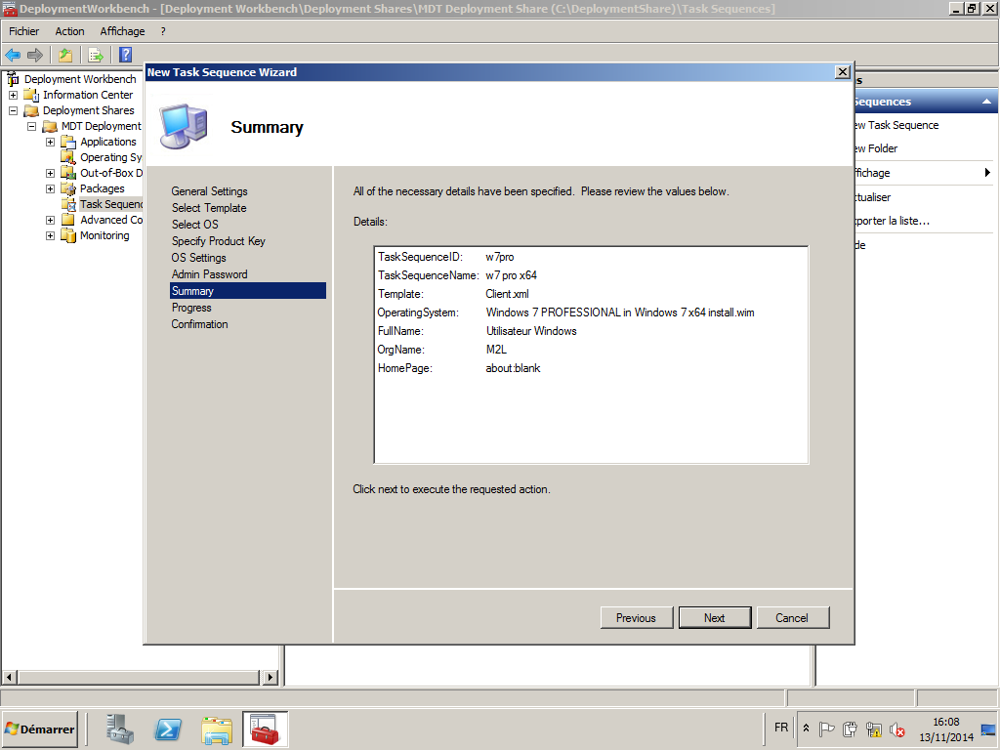 DeploymentWorkbench - [Deployment Workbench\Deployment Shares\MDT Deployment Share (C:\DeploymentShare)\Task Sequences]
Fichier Action Affichage ?
Deployment Workbench
Information Center
Deployment Shares
MDT Deployment
Applications
Operating Sy
Out-of-Box D
Packages
Task Sequenc
Advanced Co
Monitoring
New Task Sequence Wizard
Summary
General Settings
Select Template
Select OS
Specify Product Key
OS Settings
Admin Password
Summary
Progress
Confirmation
All of the necessary details have been specified. Please review the values below.
Details:
TaskSequenceID: w7pro
TaskSequenceName: w7 pro x64
Template: Client.xml
OperatingSystem: Windows 7 PROFESSIONAL in Windows 7 x64 install.wim
FullName: Utilisateur Windows
OrgName: M2L
HomePage: about:blank
Click next to execute the requested action.
Previous Next Cancel
s
Sequences
ew Task Sequence
ew Folder
ffichage
ctualiser
xporter la liste...
de
Démarrer
FR
16:08
13/11/2014